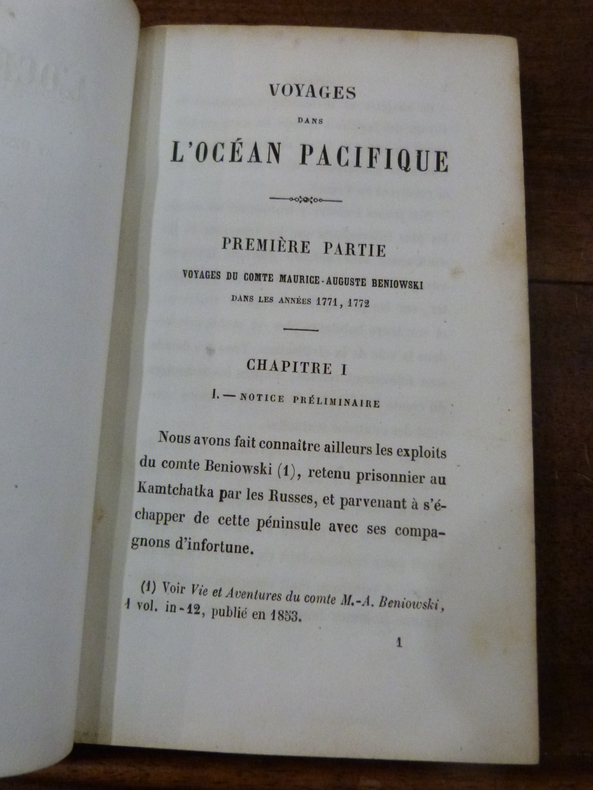 VOYAGES
DANS
L'OCÉAN PACIFIQUE
PREMIÈRE PARTIE
VOYAGES DU COMTE MAURICE-AUGUSTE BENIOWSKI
DANS LES ANNÉES 1771, 1772
CHAPITRE I
I. — NOTICE PRÉLIMINAIRE
Nous avons fait connaître ailleurs les exploits
du comte Beniowski (1), retenu prisonnier au
Kamtchatka par les Russes, et parvenant à s'é-
chapper de cette péninsule avec ses compa-
gnons d'infortune.
(1) Voir Vie et Aventures du comte M.-A. Beniowski,
1 vol. in-12, publié en 1853.
1